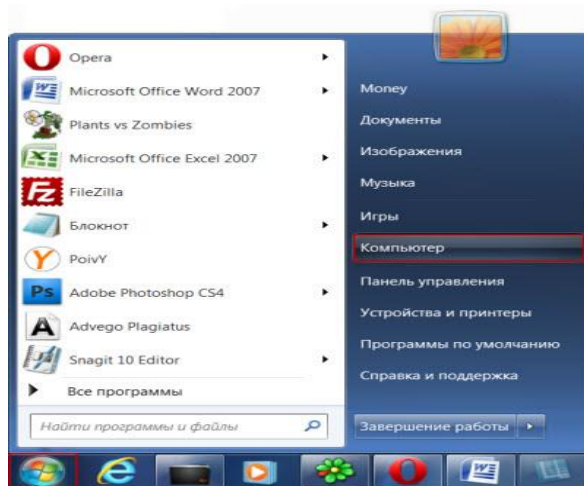 Opera
Microsoft Office Word 2007
Plants vs Zombies
Microsoft Office Excel 2007
FileZilla
Блокнот
PoivY
Adobe Photoshop CS4
Advego Plagiatus
Snagit 10 Editor
Все программы
Найти программы и файлы
Money
Документы
Изображения
Музыка
Игры
Компьютер
Панель управления
Устройства и принтеры
Программы по умолчанию
Справка и поддержка
Завершение работы